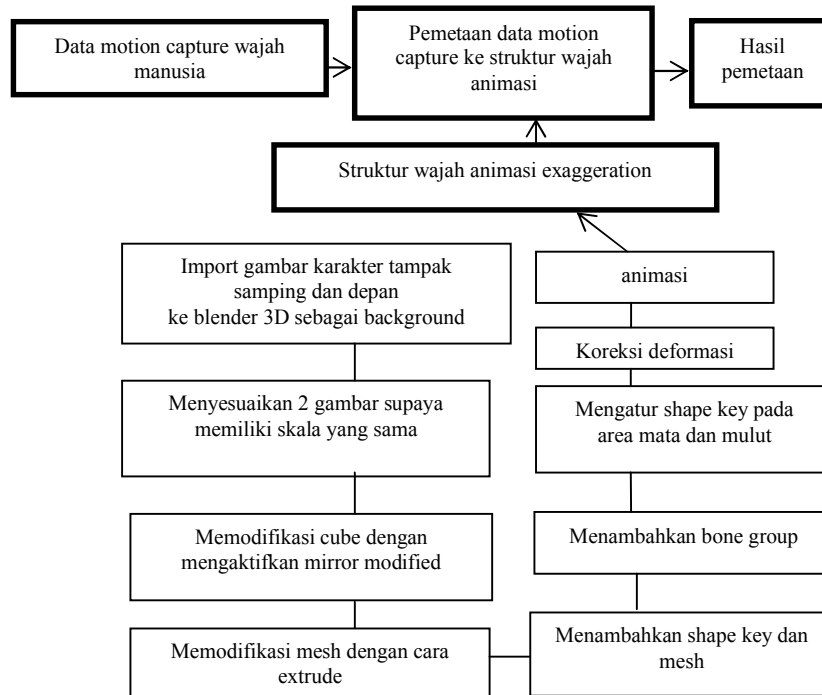 Data motion capture wajah
manusia
Pemetaan data motion
capture ke struktur wajah
animasi
Hasil
pemetaan
Struktur wajah animasi exaggeration
Import gambar karakter tampak
samping dan depan
ke blender 3D sebagai background
Menyesuaikan 2 gambar supaya
memiliki skala yang sama
Memodifikasi cube dengan
mengaktifkan mirror modified
Memodifikasi mesh dengan cara
extrude
Menambahkan shape key dan
mesh
Menambahkan bone group
Mengatur shape key pada
area mata dan mulut
Koreksi deformasi
animasi